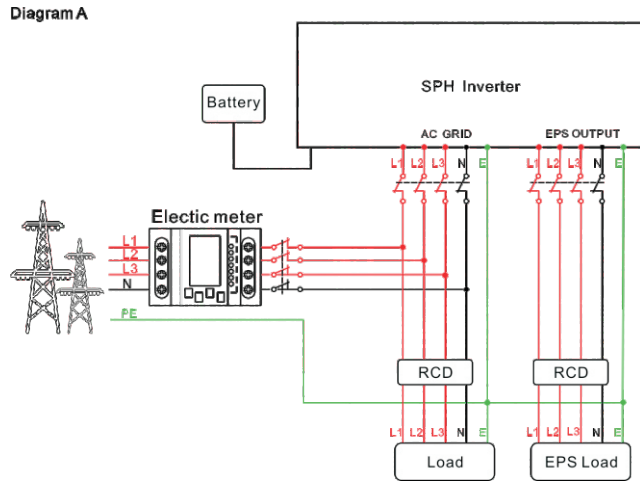 Diagram A
SPH Inverter
Battery
AC GRID
EPS OUTPUT
L1 L2 L3 N E
L1 L2 L3 N E
Electic meter
L1
L2
L3
N
PE
RCD
RCD
L1 L2 L3 N E
L1 L2 L3 N E
Load
EPS Load